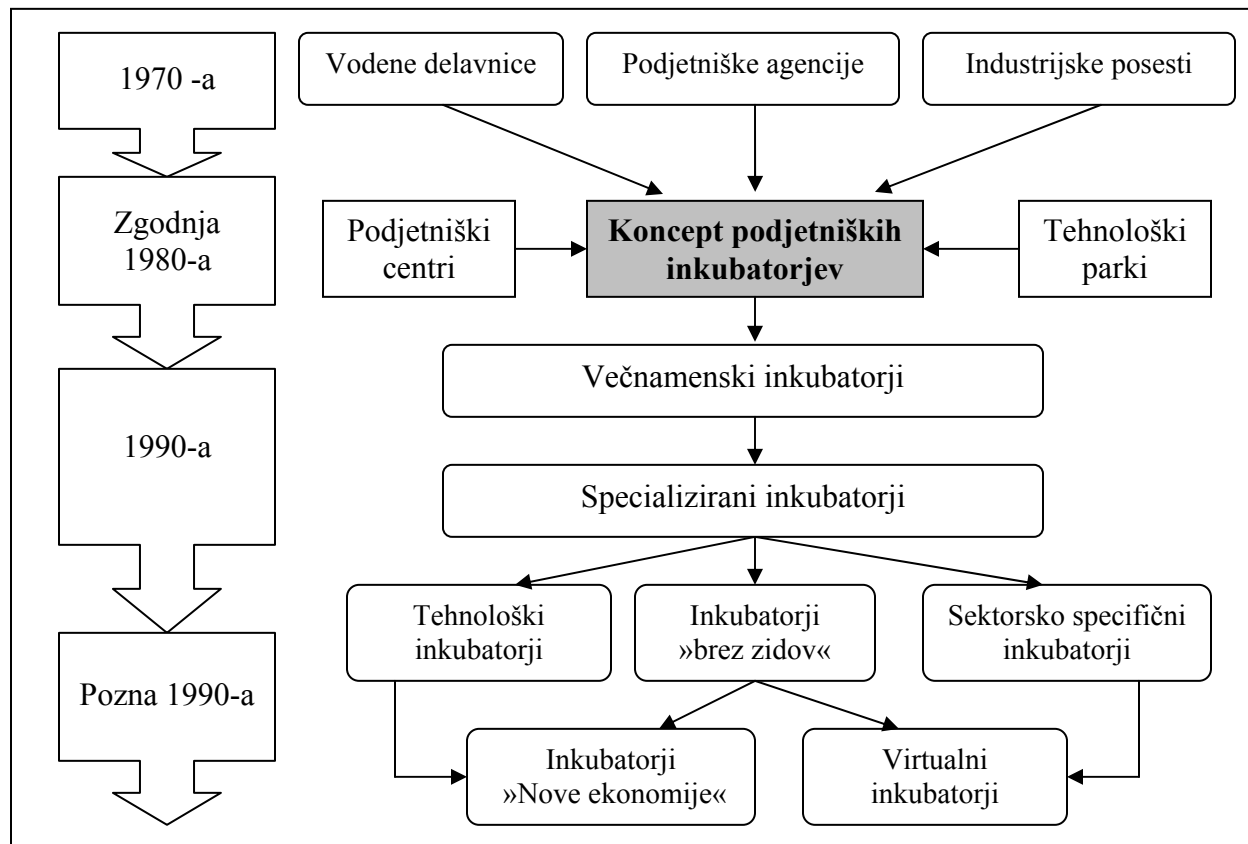 1970 -a
Vodene delavnice
Podjetniške agencije
Industrijske posesti
Zgodnja
1980-a
Podjetniški
centri
Koncept podjetniških
inkubatorjev
Tehnološki
parki
Večnamenski inkubatorji
1990-a
Specializirani inkubatorji
Tehnološki
inkubatorji
Inkubatorji
»brez zidov«
Sektorsko specifični
inkubatorji
Pozna 1990-a
Inkubatorji
»Nove ekonomije«
Virtualni
inkubatorji